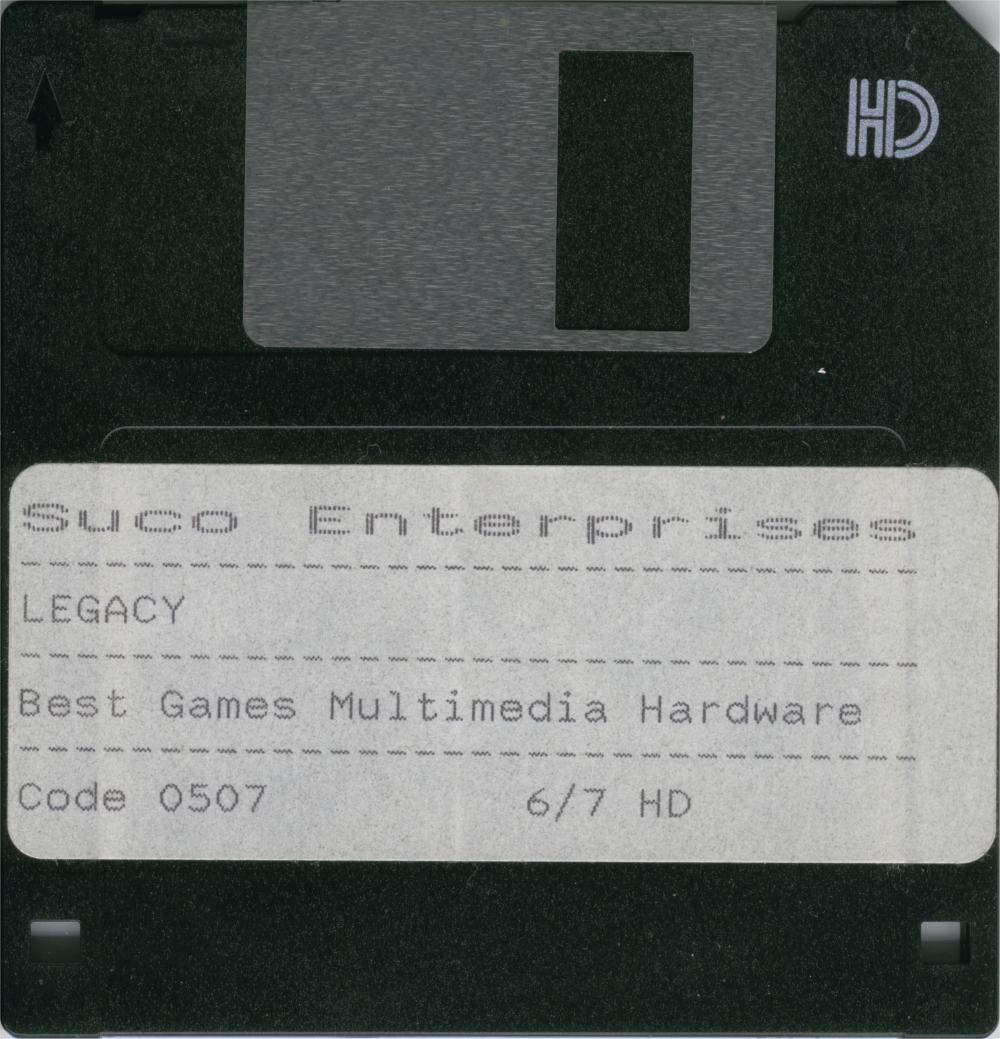 HD
Suco Enterprises
LEGACY
Best Games Multimedia Hardware
Code 0507 6/7 HD